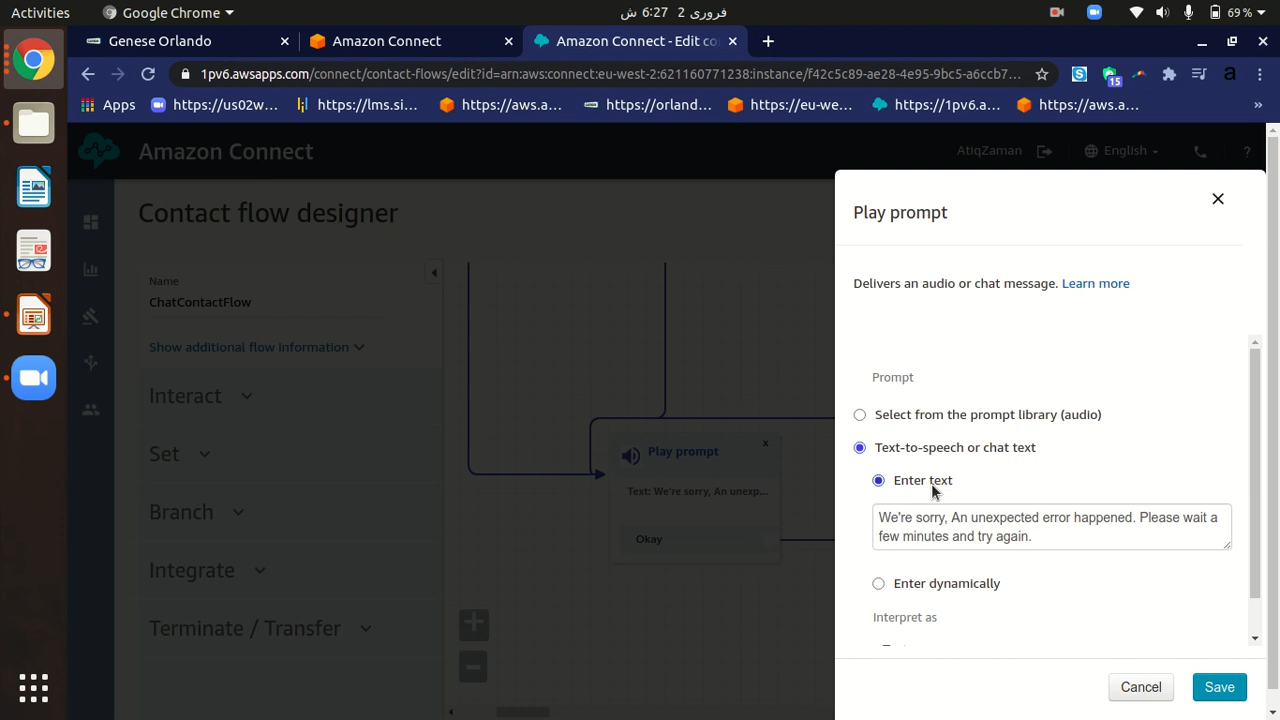 Activities
Google Chrome
ش 6:27 2 فروری
69 %
Genese Orlando
Amazon Connect
Amazon Connect - Edit co
1pv6.awsapps.com/connect/contact-flows/edit?id=arn:aws:connect:eu-west-2:621160771238:instance/f42c5c89-ae28-4e95-9bc5-a6ccb7...
15
a
Apps
https://us02w...
https://lms.si...
https://aws.a...
https://orland...
https://eu-we...
https://1pv6.a...
https://aws.a...
»
Amazon Connect
AtiqZaman
English
?
Contact flow designer
Name
ChatContactFlow
Show additional flow information
Interact
Set
Branch
Integrate
Terminate / Transfer
Play prompt
x
Text: We're sorry, An unexp...
Okay
Play prompt
Delivers an audio or chat message. Learn more
Prompt
Select from the prompt library (audio)
Text-to-speech or chat text
Enter text
We're sorry, An unexpected error happened. Please wait a
few minutes and try again.
Enter dynamically
Interpret as
Cancel
Save